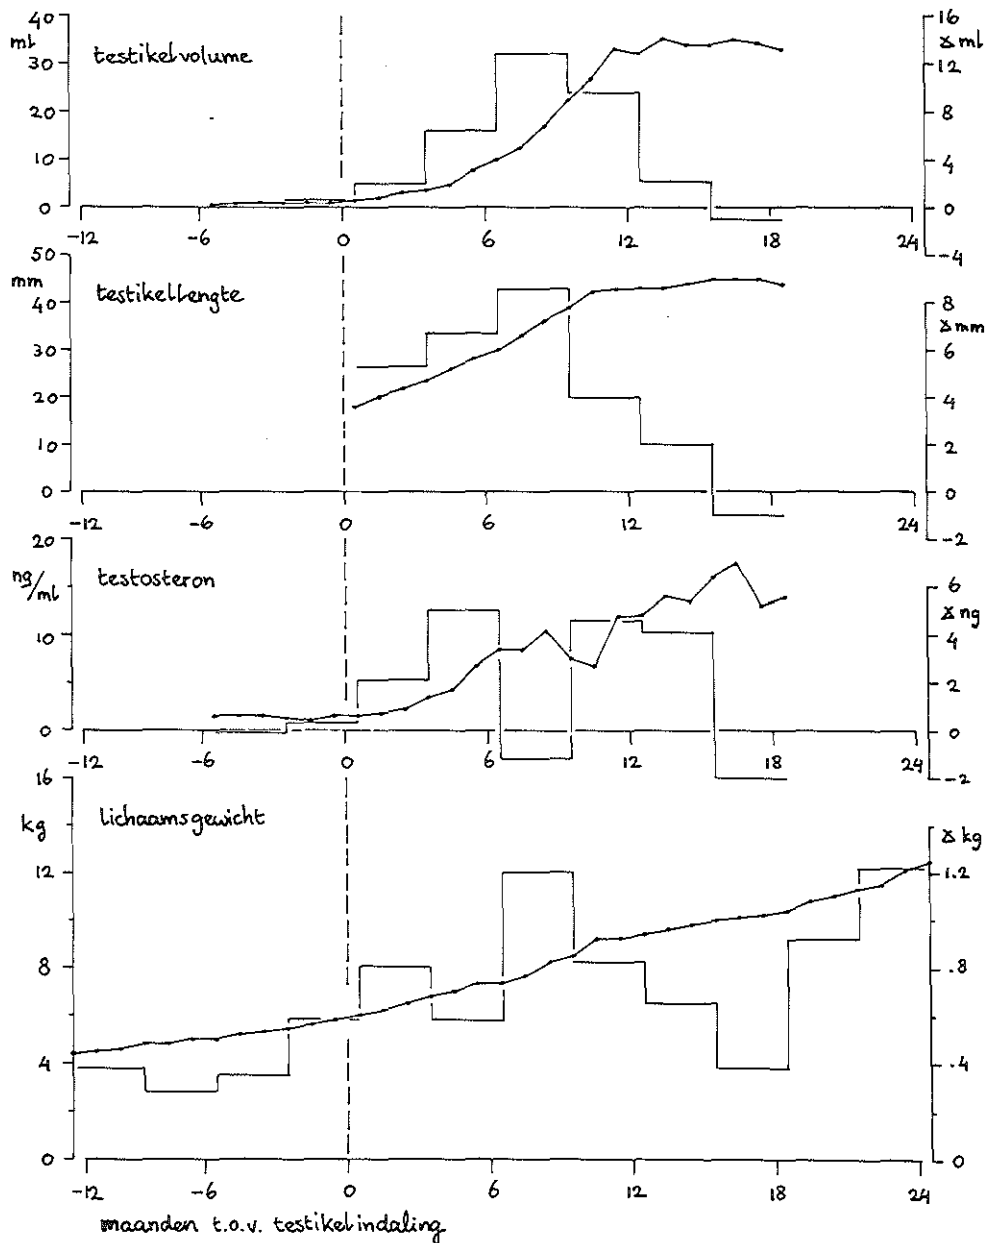 40
ml
30
20
10
0
testikelvolume
16
ɣ ml
12
8
4
0
-4
-12 -6 0 6 12 18 24
50
mm
40
30
20
10
0
testikellengte
8
ɣ mm
6
4
2
0
-2
-12 -6 0 6 12 18 24
20
ng/ml
10
0
testosteron
6
ɣ ng
4
2
0
-2
-12 -6 0 6 12 18 24
16
kg
12
8
4
0
lichaamsgewicht
ɣ kg
1.2
.8
.4
0
-12 -6 0 6 12 18 24
maanden t.o.v. testikelindaling